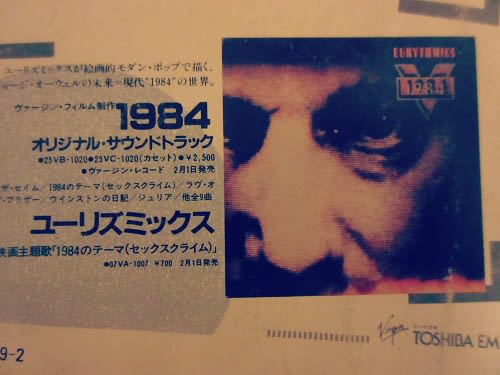 ユーリズミックスが絵画的モダン・ポップで描く、
ョージ・オーウェルの未来=現代“1984”の世界。
ヴァージン・フィルム制作
1984
オリジナル・サウンドトラック
●25VB-1020●25VC-1020(カセット)●¥2,500
●ヴァージン・レコード 2月1日発売
ザ・セイム/1984のテーマ(セックスクライム)/ラヴ・オ
ブラザー/ウインストンの日記/ジュリア/他全9曲
ユーリズミックス
映画主題歌「1984のテーマ(セックスクライム)」
●07VA-1007 ¥700 2月1日発売
EURYTHMICS
1984
Virgin
TOSHIBA EM
9-2